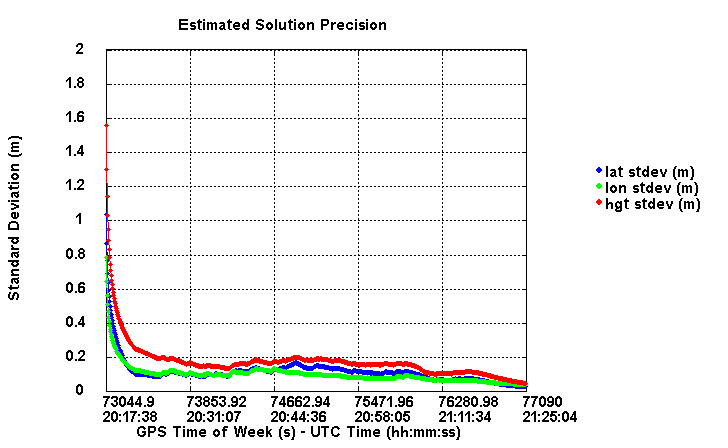 Estimated Solution Precision
2
1.8
1.6
1.4
1.2
1
0.8
0.6
0.4
0.2
0
Standard Deviation (m)
lat stdev (m)
lon stdev (m)
hgt stdev (m)
73044.9 73853.92 74662.94 75471.96 76280.98 77090
20:17:38 20:31:07 20:44:36 20:58:05 21:11:34 21:25:04
GPS Time of Week (s) - UTC Time (hh:mm:ss)